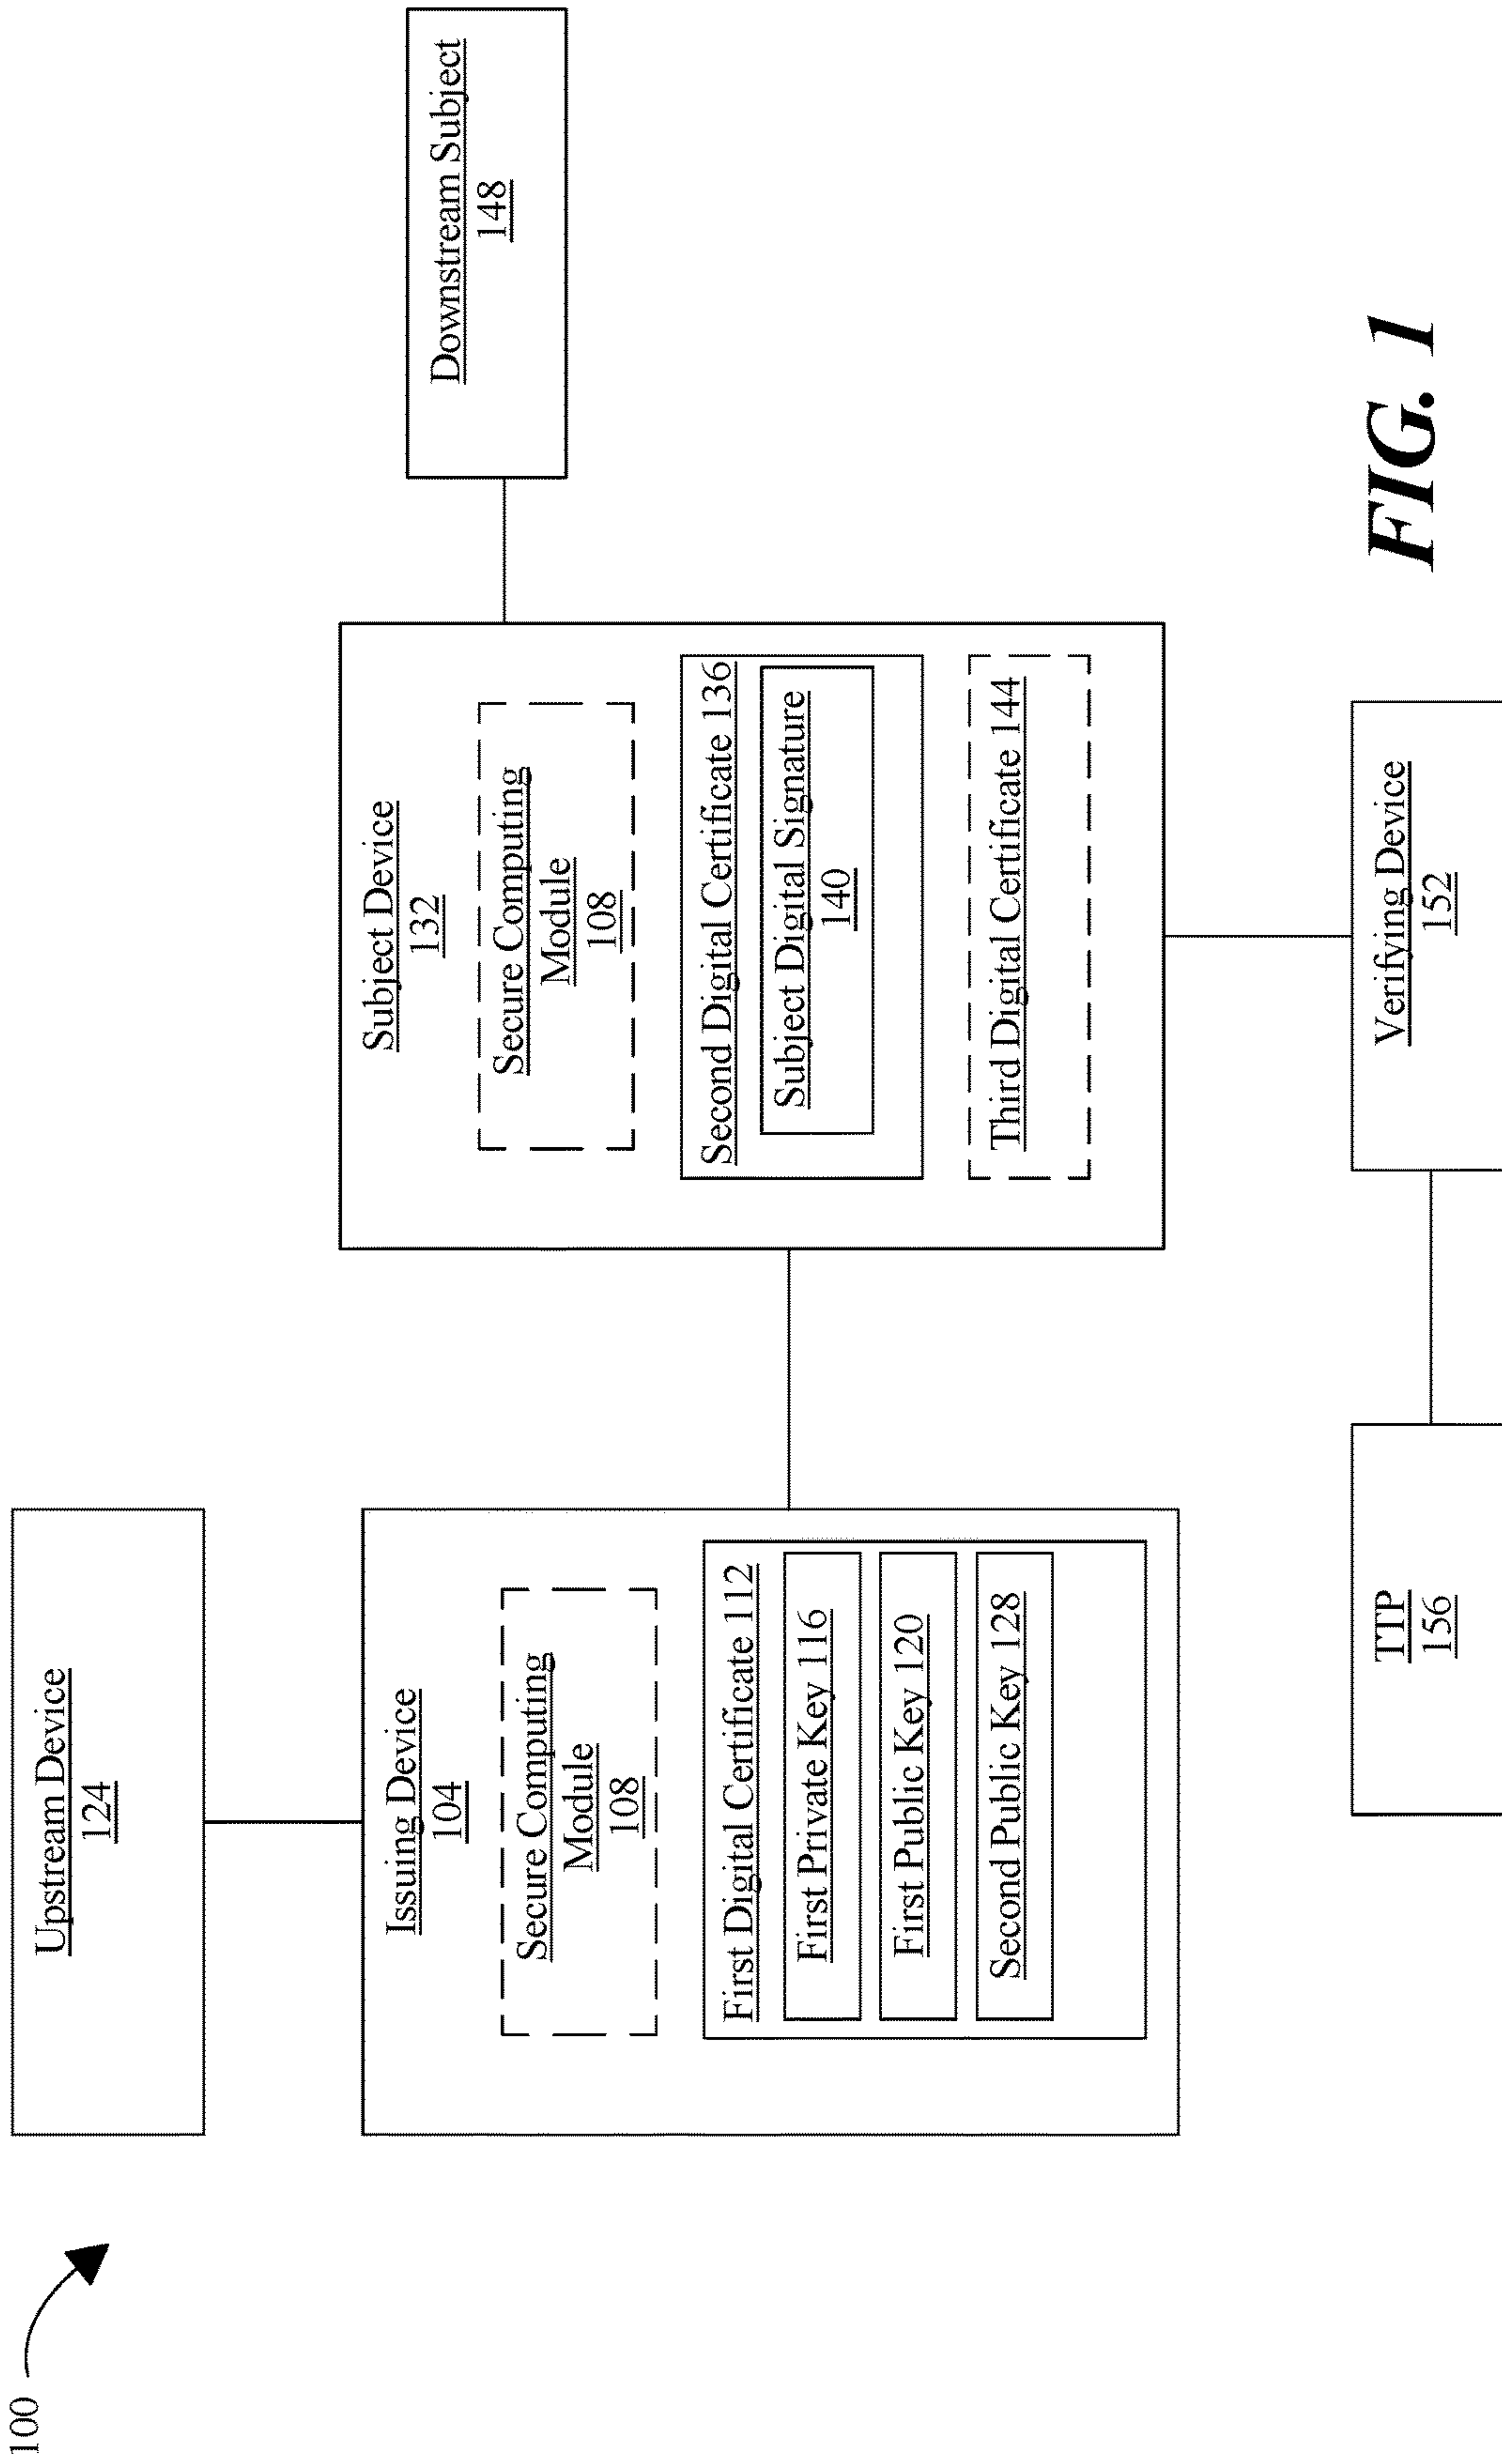 100
Upstream Device
124
Issuing Device
104
Secure Computing
Module
108
First Digital Certificate 112
First Private Key 116
First Public Key 120
Second Public Key 128
Subject Device
132
Secure Computing
Module
108
Second Digital Certificate 136
Subject Digital Signature
140
Third Digital Certificate 144
Downstream Subject
148
TTP
156
Verifying Device
152
FIG. 1